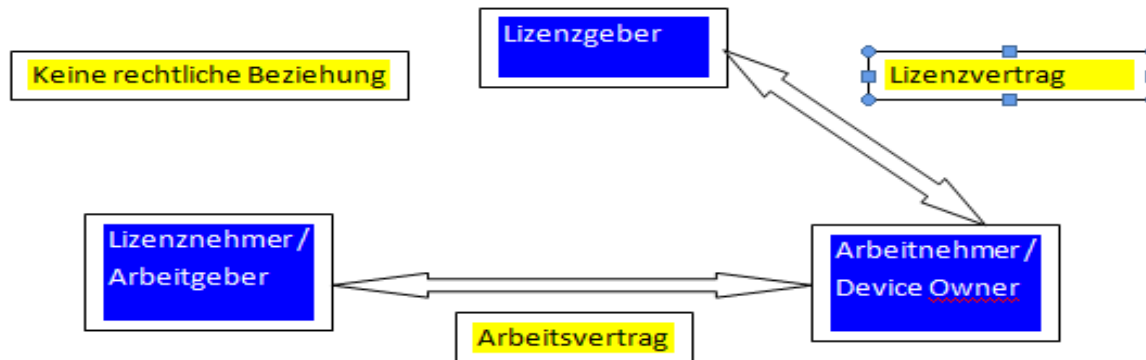 Lizenzgeber
Keine rechtliche Beziehung
Lizenzvertrag
Lizenznehmer /
Arbeitgeber
Arbeitnehmer /
Device Owner
Arbeitsvertrag